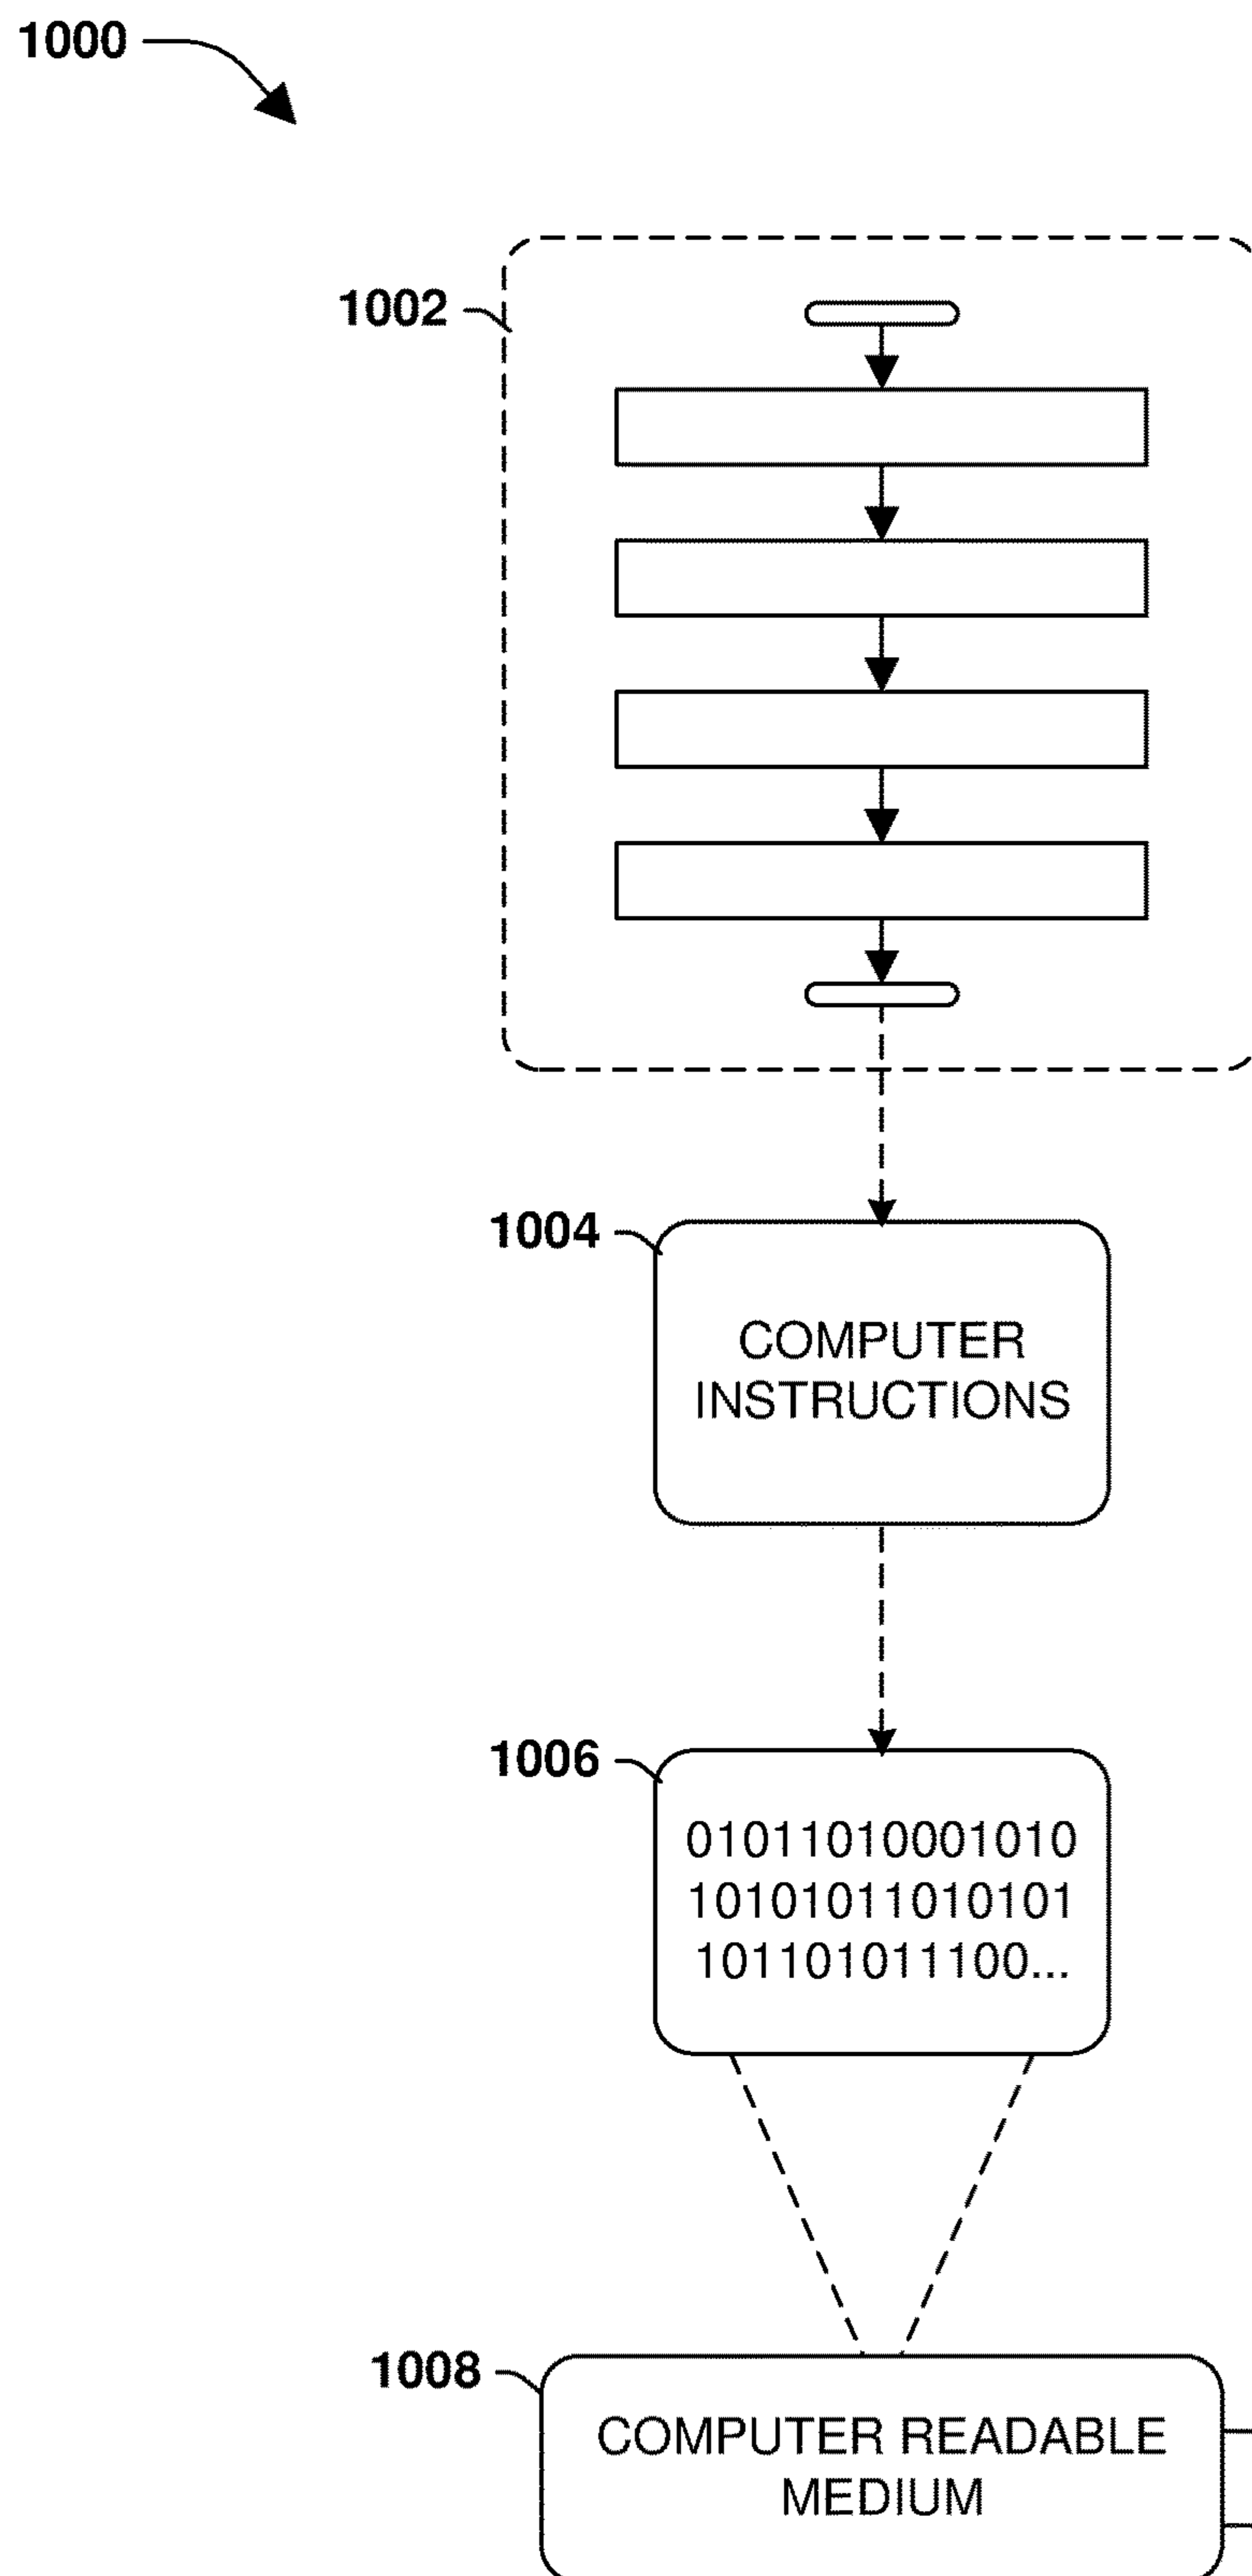 1000
1002
1004
COMPUTER
INSTRUCTIONS
1006
01011010001010
10101011010101
101101011100...
1008
COMPUTER READABLE
MEDIUM